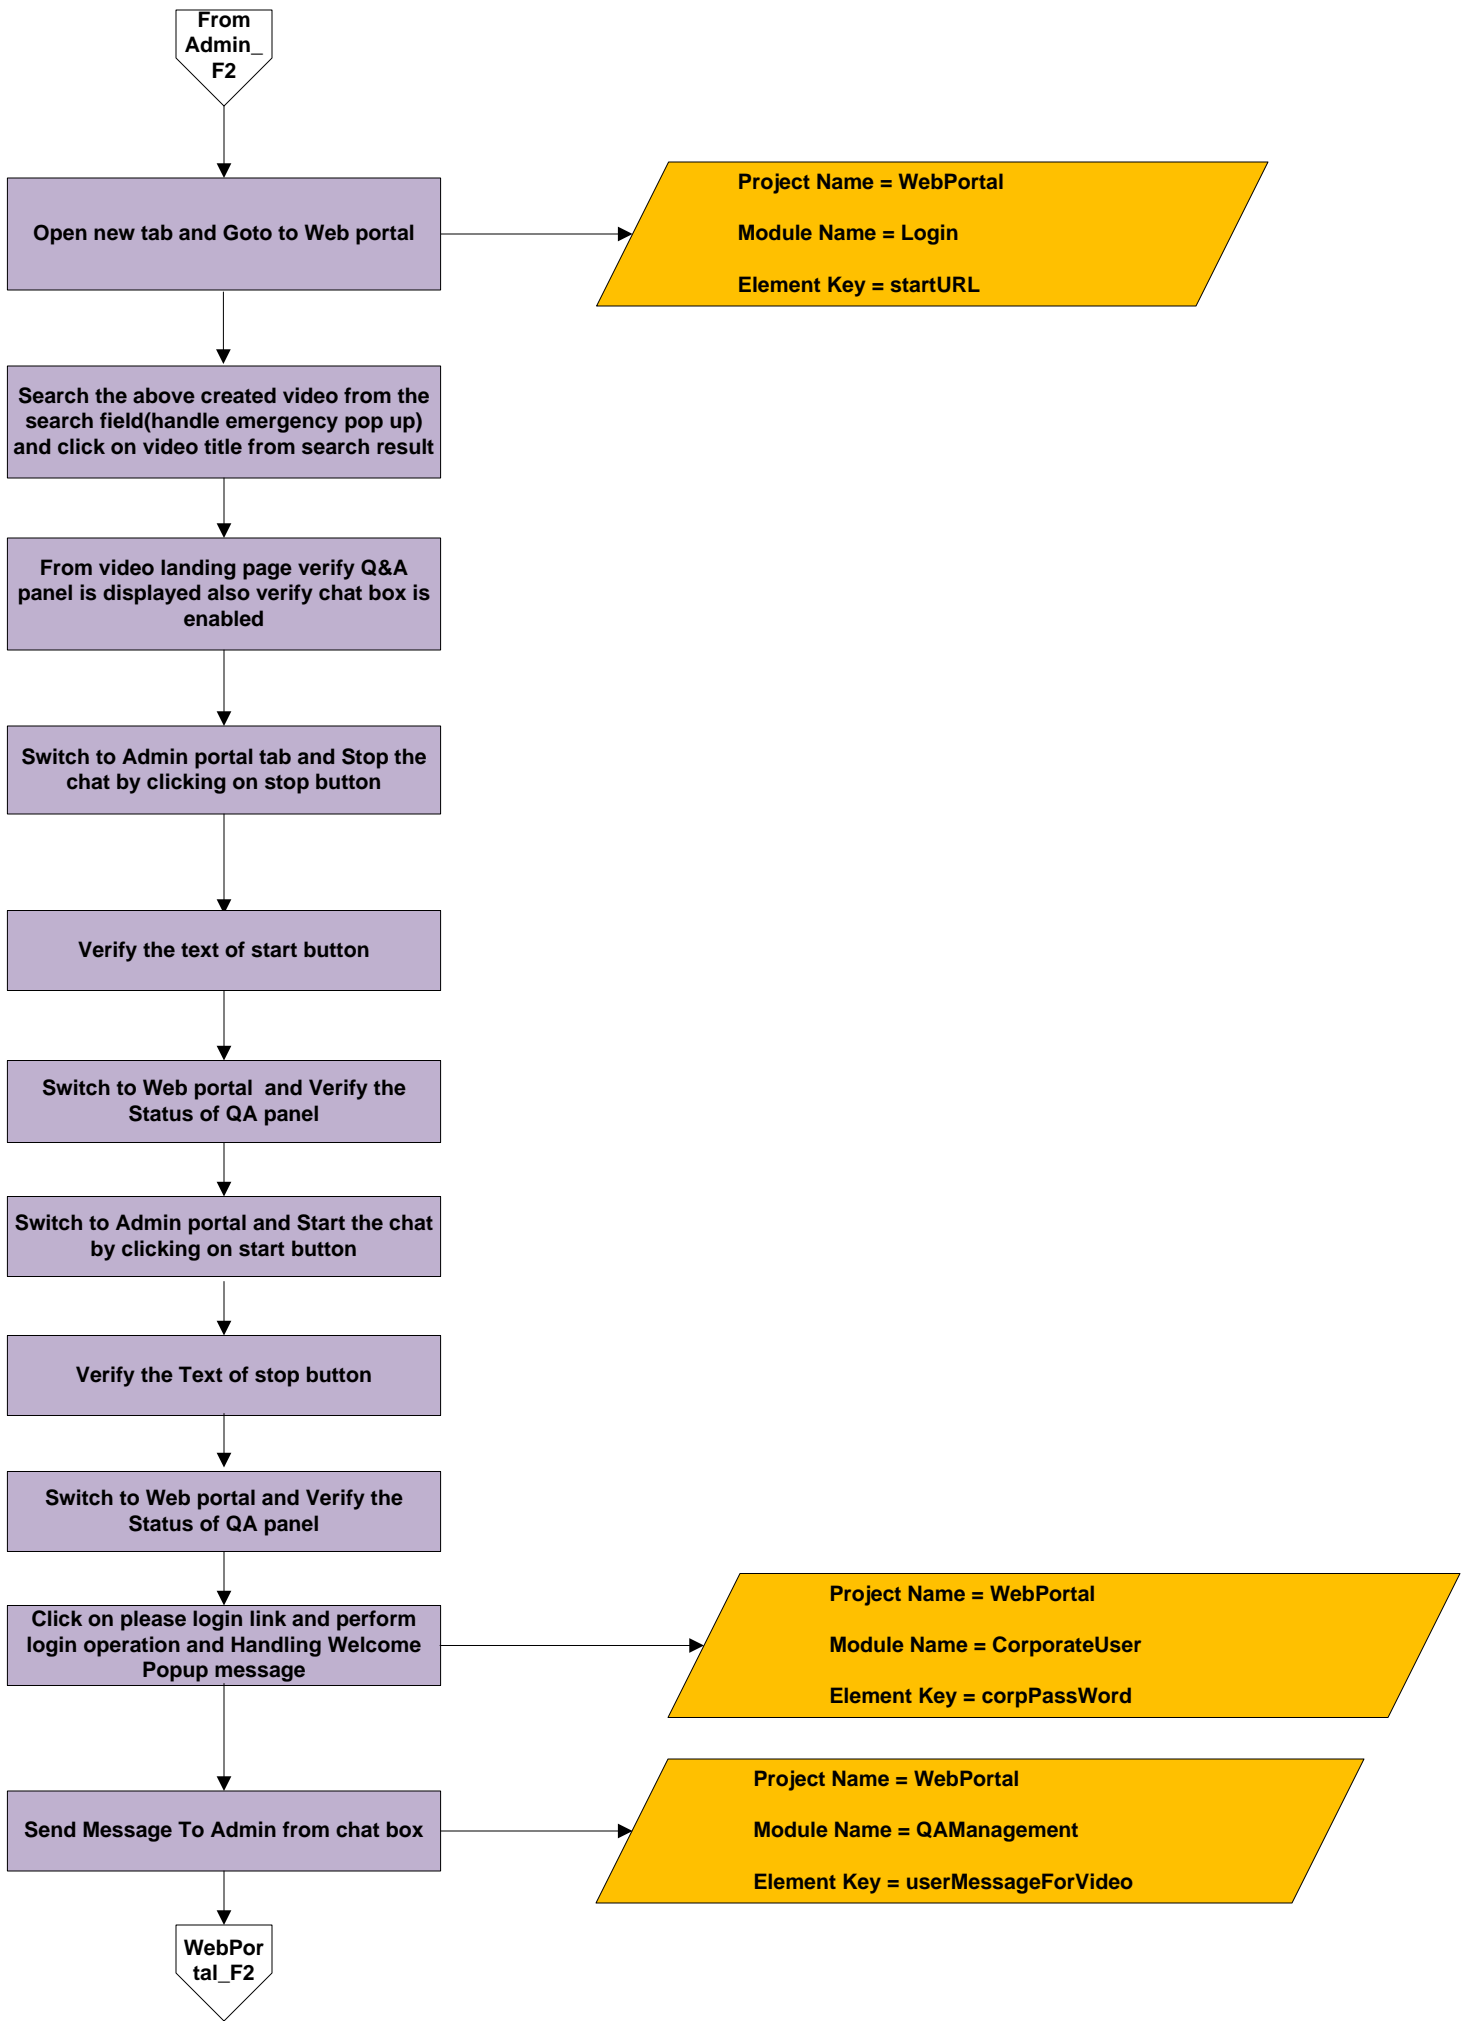 From
Admin_
F2
Open new tab and Goto to Web portal
Project Name = WebPortal
Module Name = Login
Element Key = startURL
Search the above created video from the
search field(handle emergency pop up)
and click on video title from search result
From video landing page verify Q&A
panel is displayed also verify chat box is
enabled
Switch to Admin portal tab and Stop the
chat by clicking on stop button
Verify the text of start button
Switch to Web portal  and Verify the
Status of QA panel
Switch to Admin portal and Start the chat
by clicking on start button
Verify the Text of stop button
Switch to Web portal and Verify the
Status of QA panel
Click on please login link and perform
login operation and Handling Welcome
Popup message
Project Name = WebPortal
Module Name = CorporateUser
Element Key = corpPassWord
Send Message To Admin from chat box
Project Name = WebPortal
Module Name = QAManagement
Element Key = userMessageForVideo
WebPor
tal_F2